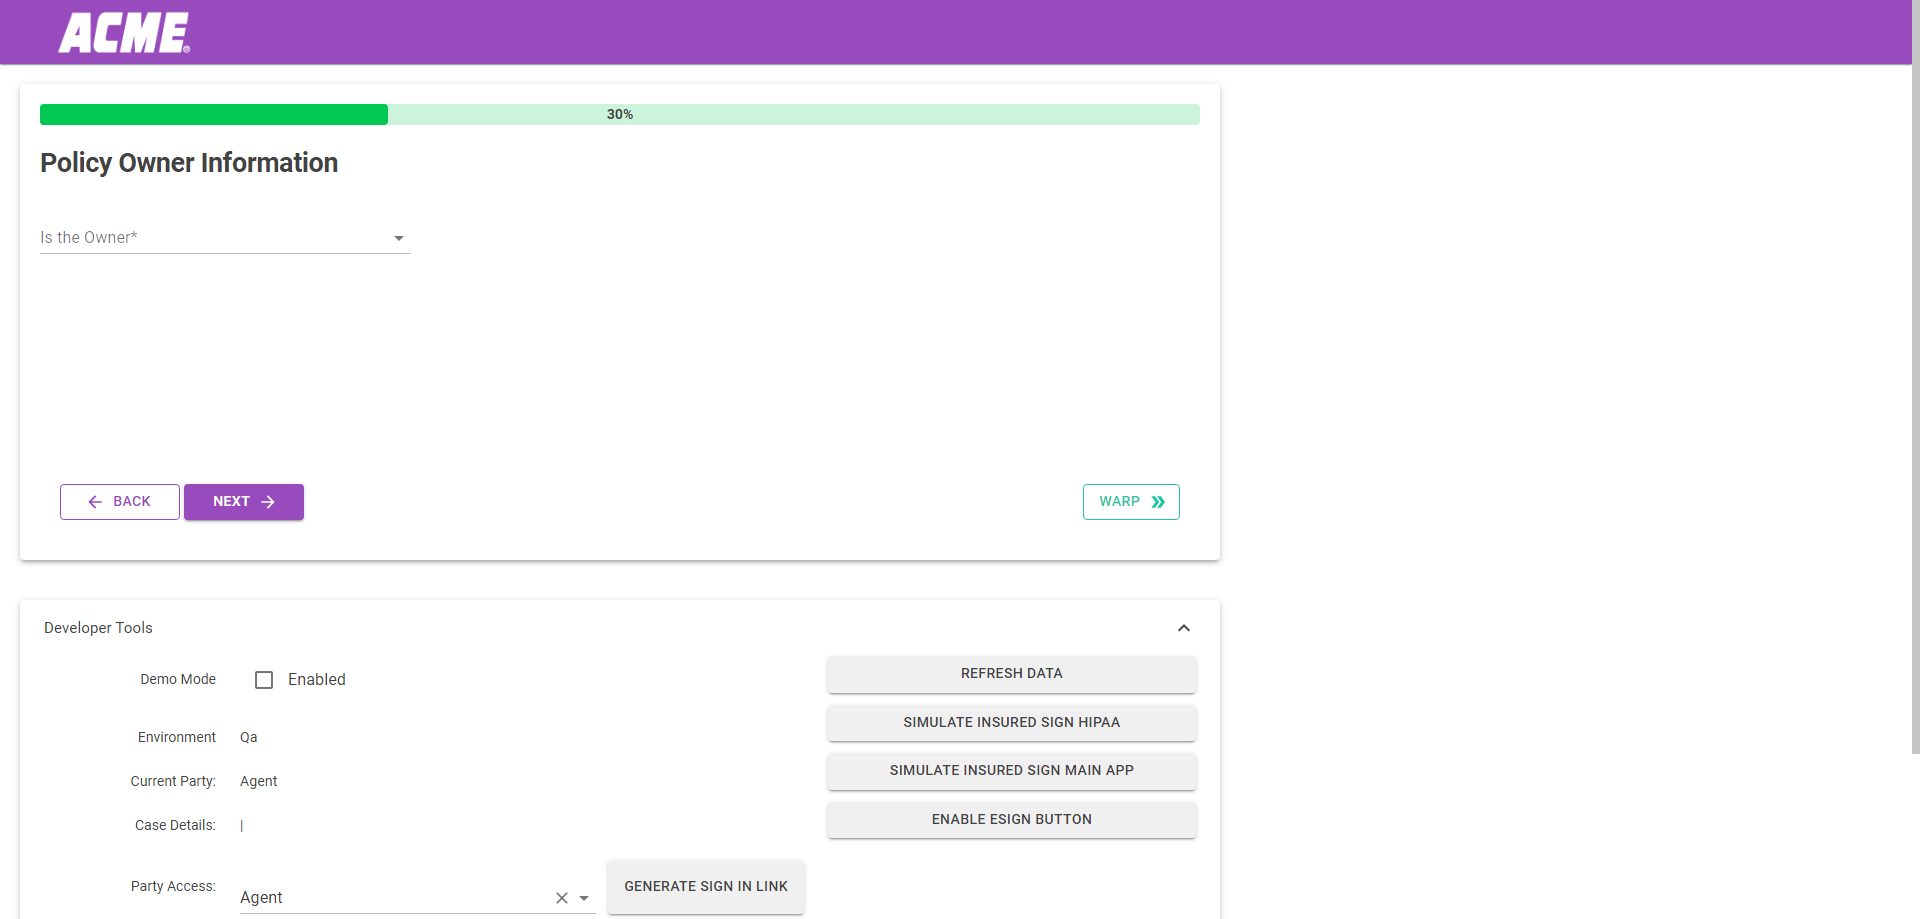 ACME®
30%
Policy Owner Information
Is the Owner*
BACK
NEXT
WARP
Developer Tools
Demo Mode
Enabled
REFRESH DATA
SIMULATE INSURED SIGN HIPAA
Environment
Qa
Current Party:
Agent
SIMULATE INSURED SIGN MAIN APP
Case Details:
|
ENABLE ESIGN BUTTON
Party Access:
Agent
GENERATE SIGN IN LINK